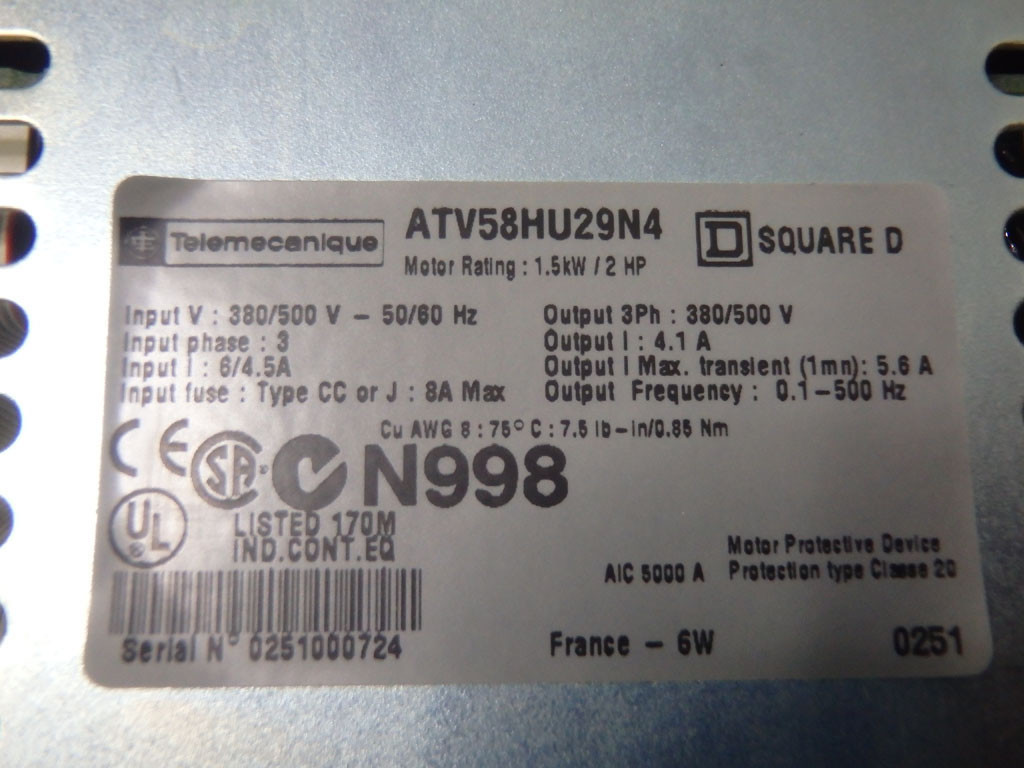 Telemecanique
ATV58HU29N4
SQUARE D
Motor Rating : 1.5kW / 2 HP
Input V : 380/500 V – 50/60 Hz
Input phase : 3
Input I : 6/4.5A
Input fuse : Type CC or J : 8A Max
Output 3Ph : 380/500 V
Output I : 4.1 A
Output I Max. transient (1mn): 5.6 A
Output Frequency : 0.1–500 Hz
Cu AWG 8 : 75° C : 7.5 lb–in/0.85 Nm
CE SA N998
UL LISTED 170M
IND.CONT.EQ
Motor Protective Device
AIC 5000 A Protection type Classe 20
Serial N° 0251000724
France – 6W
0251